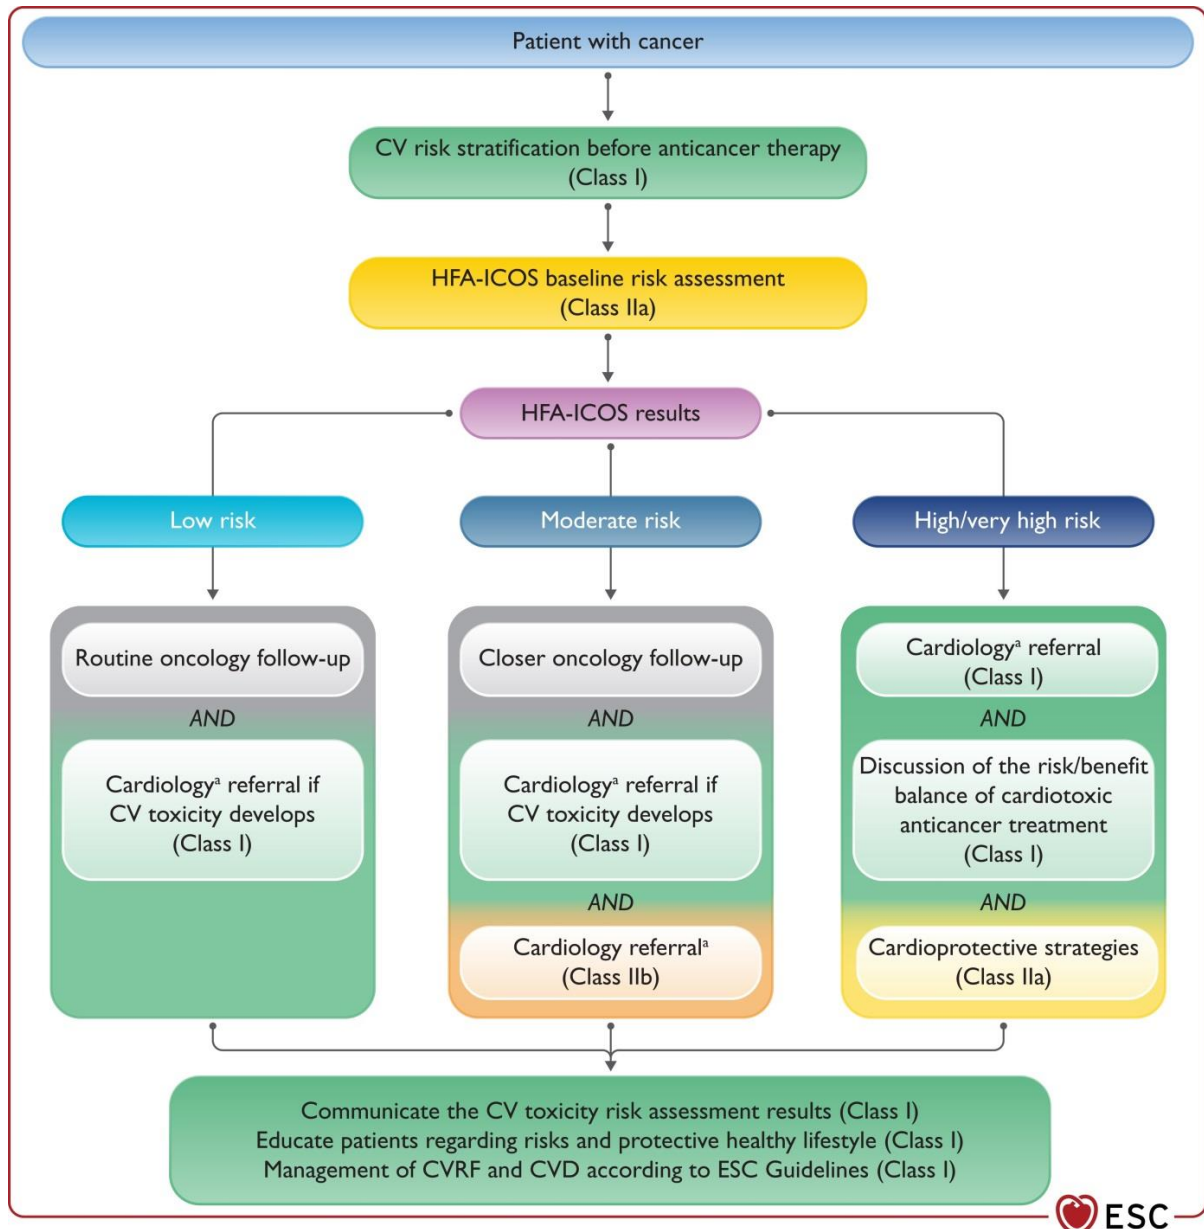 Patient with cancer
CV risk stratification before anticancer therapy
(Class I)
HFA-ICOS baseline risk assessment
(Class IIa)
HFA-ICOS results
Low risk
Moderate risk
High/very high risk
Routine oncology follow-up
AND
Cardiologyᵃ referral if
CV toxicity develops
(Class I)
Closer oncology follow-up
AND
Cardiologyᵃ referral if
CV toxicity develops
(Class I)
AND
Cardiology referralᵃ
(Class IIb)
Cardiologyᵃ referral
(Class I)
AND
Discussion of the risk/benefit
balance of cardiotoxic
anticancer treatment
(Class I)
AND
Cardioprotective strategies
(Class IIa)
Communicate the CV toxicity risk assessment results (Class I)
Educate patients regarding risks and protective healthy lifestyle (Class I)
Management of CVRF and CVD according to ESC Guidelines (Class I)
ESC